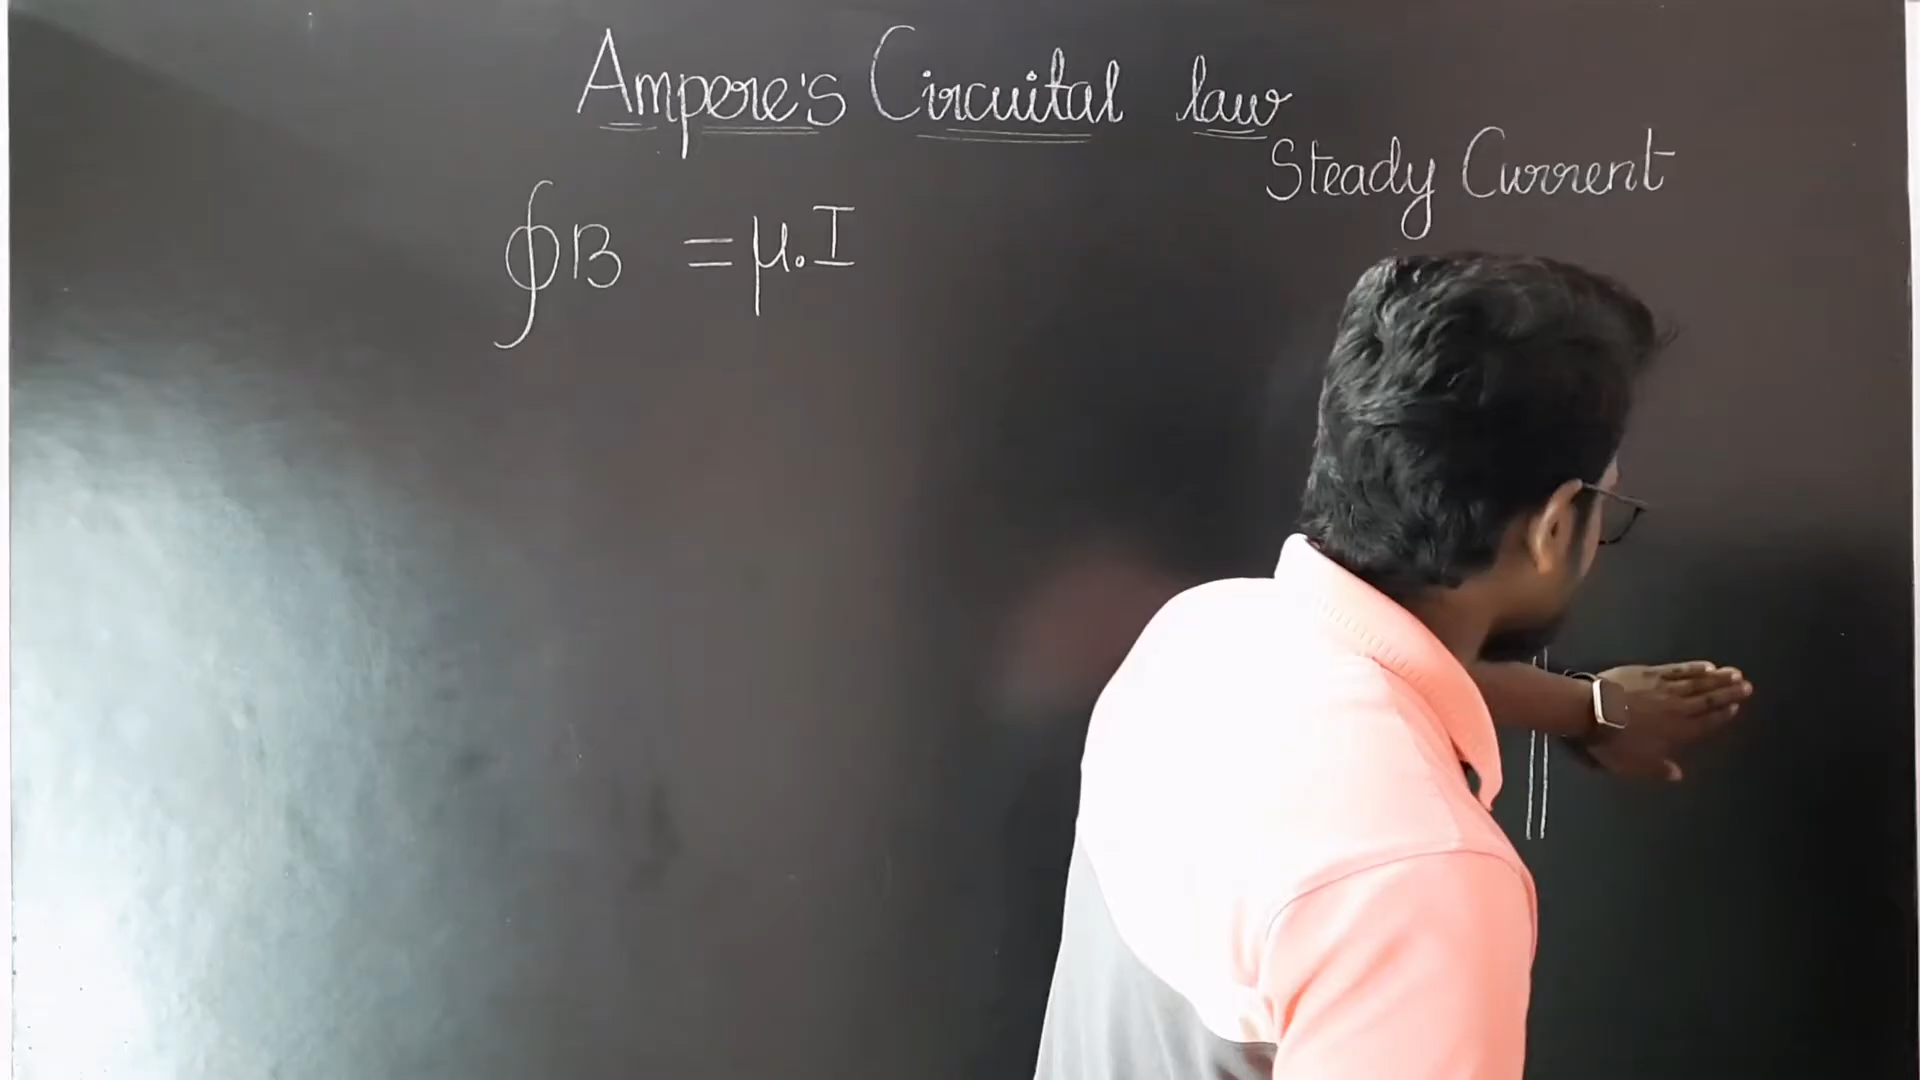 Ampere's Circuital law
Steady Current
∮B = μ₀I